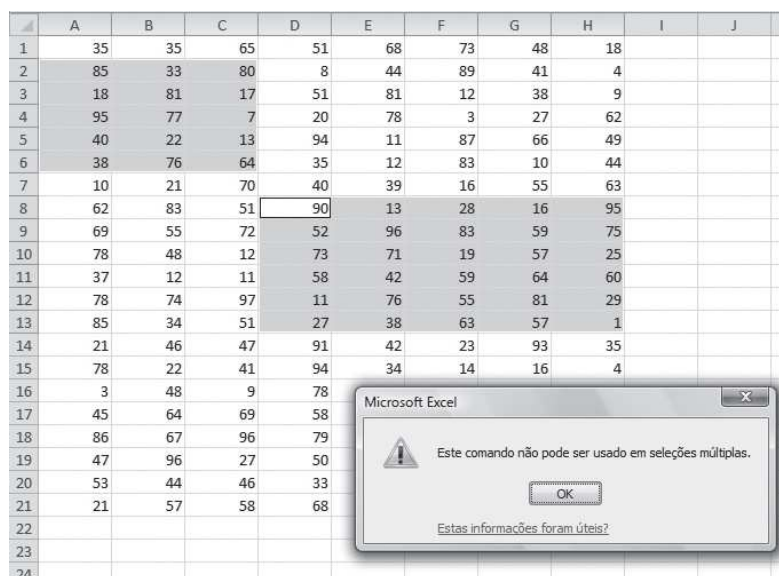 A B C D E F G H I J
1 35 35 65 51 68 73 48 18
2 85 33 80 8 44 89 41 4
3 18 81 17 51 81 12 38 9
4 95 77 7 20 78 3 27 62
5 40 22 13 94 11 87 66 49
6 38 76 64 35 12 83 10 44
7 10 21 70 40 39 16 55 63
8 62 83 51 90 13 28 16 95
9 69 55 72 52 96 83 59 75
10 78 48 12 73 71 19 57 25
11 37 12 11 58 42 59 64 60
12 78 74 97 11 76 55 81 29
13 85 34 51 27 38 63 57 1
14 21 46 47 91 42 23 93 35
15 78 22 41 94 34 14 16 4
16 3 48 9 78
17 45 64 69 58
18 86 67 96 79
19 47 96 27 50
20 53 44 46 33
21 21 57 58 68
22
23
24
Microsoft Excel
Este comando não pode ser usado em seleções múltiplas.
OK
Estas informações foram úteis?